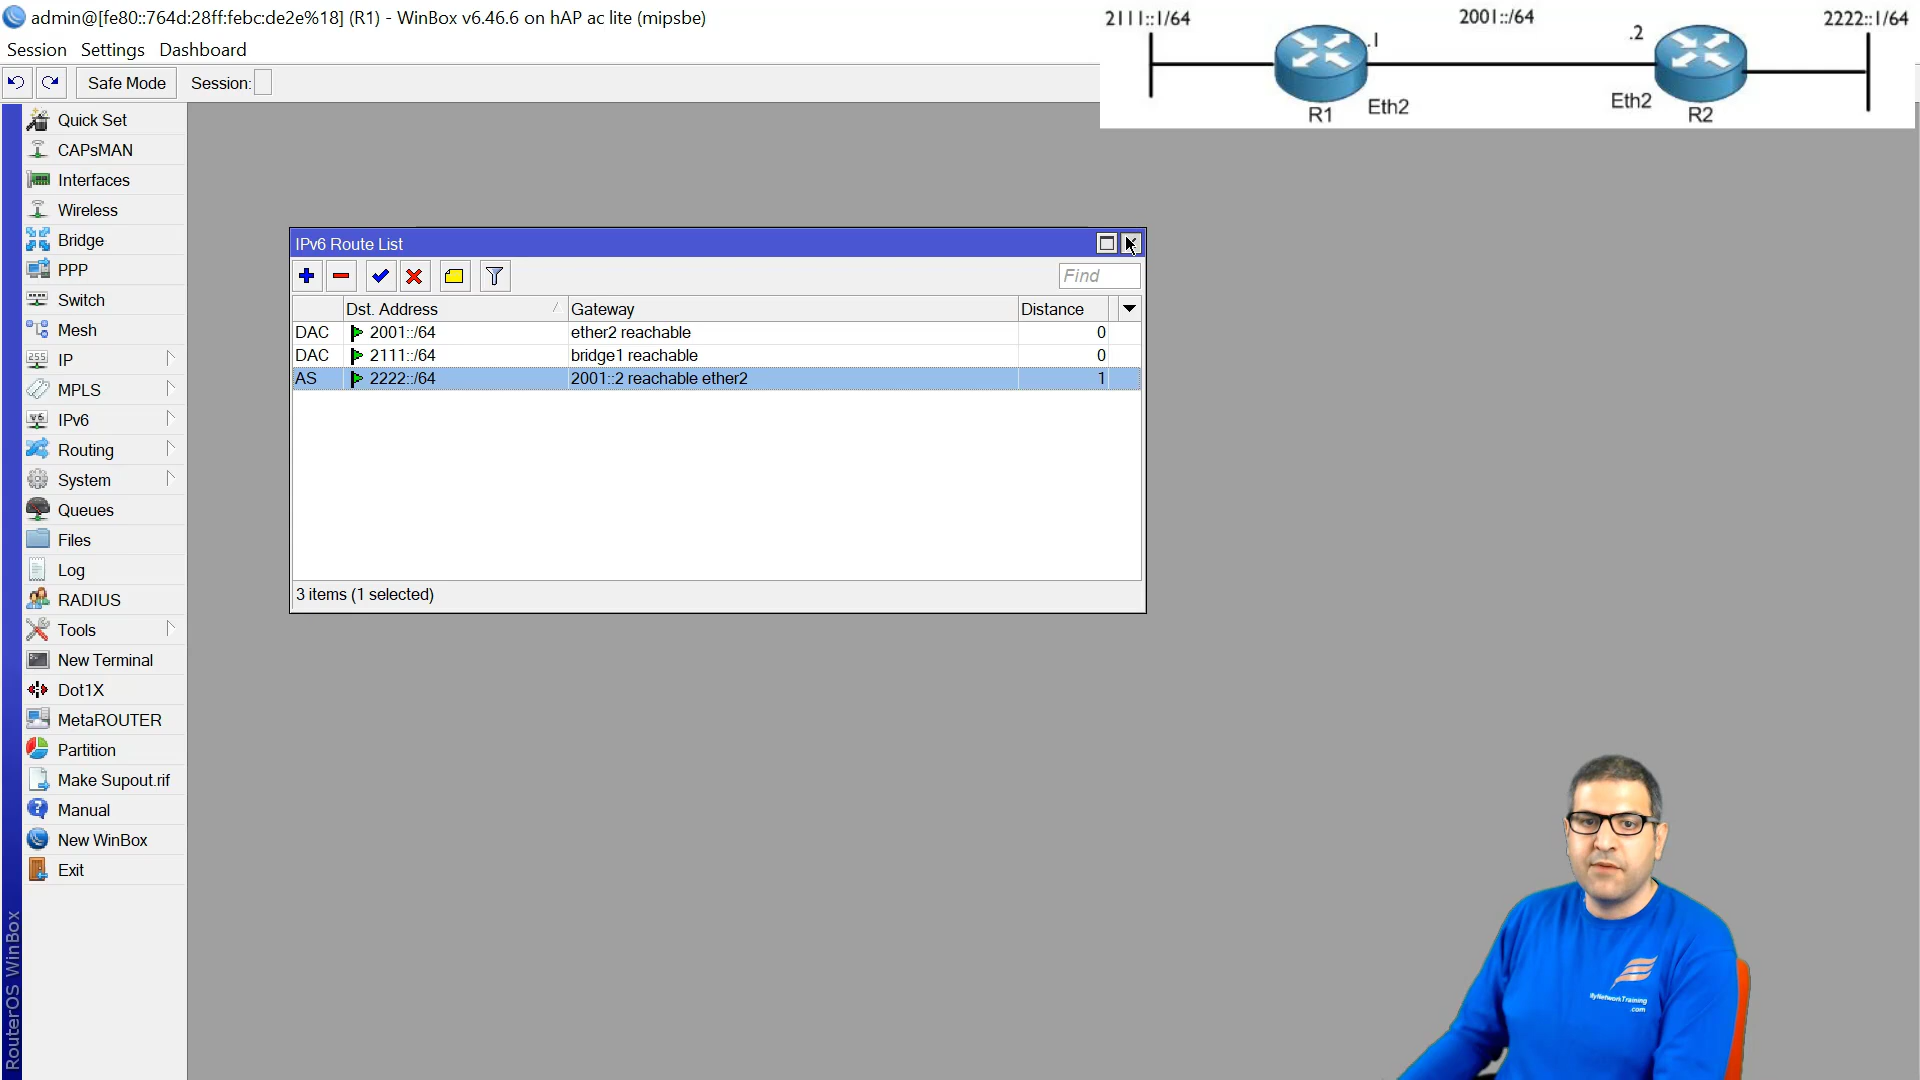 admin@[fe80::764d:28ff:febc:de2e%18] (R1) - WinBox v6.46.6 on hAP ac lite (mipsbe)
Session Settings Dashboard
Safe Mode Session:
2111::1/64 2001::/64 2222::1/64
.1 .2
R1 Eth2 Eth2 R2
Quick Set
CAPsMAN
Interfaces
Wireless
Bridge
PPP
Switch
Mesh
IP
MPLS
IPv6
Routing
System
Queues
Files
Log
RADIUS
Tools
New Terminal
Dot1X
MetaROUTER
Partition
Make Supout.rif
Manual
New WinBox
Exit
RouterOS WinBox
IPv6 Route List
Find
Dst. Address Gateway Distance
DAC 2001::/64 ether2 reachable 0
DAC 2111::/64 bridge1 reachable 0
AS 2222::/64 2001::2 reachable ether2 1
3 items (1 selected)
MyNetworkTraining
.com